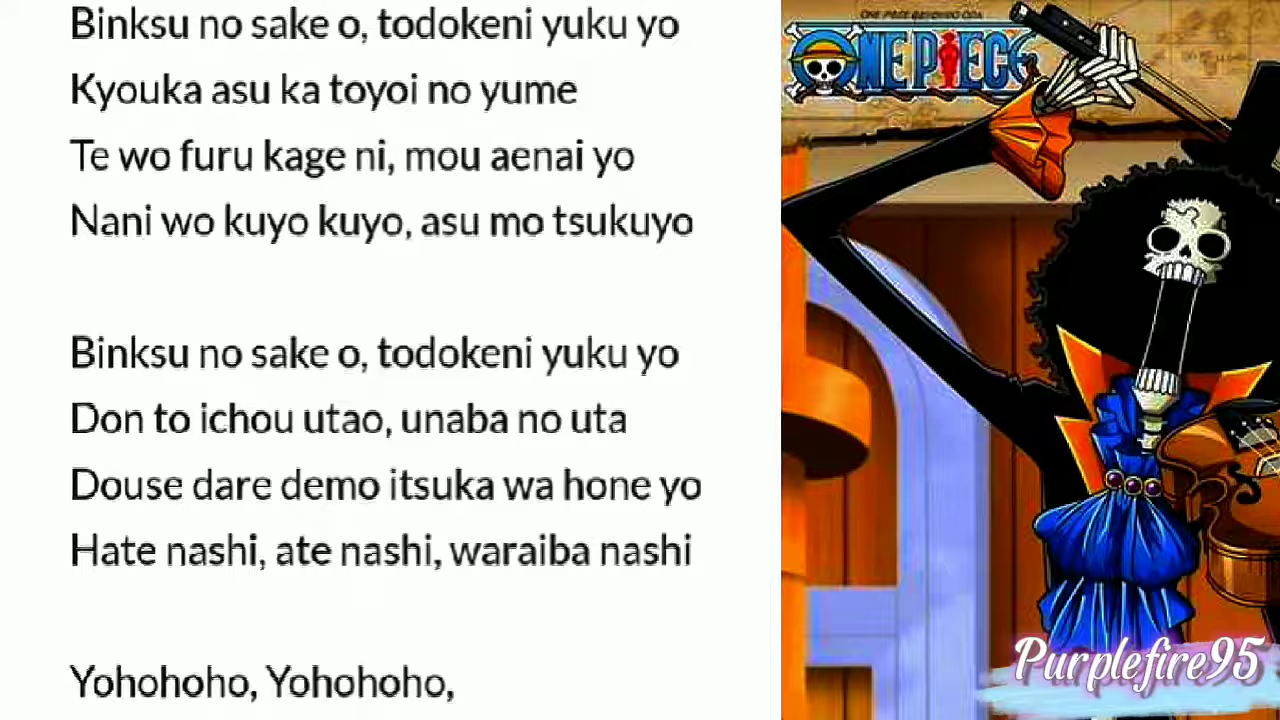 Binksu no sake o, todokeni yuku yo
Kyouka asu ka toyoi no yume
Te wo furu kage ni, mou aenai yo
Nani wo kuyo kuyo, asu mo tsukuyo
Binksu no sake o, todokeni yuku yo
Don to ichou utao, unaba no uta
Douse dare demo itsuka wa hone yo
Hate nashi, ate nashi, waraiba nashi
Yohohoho, Yohohoho,
ONE PIECE
Purplefire95